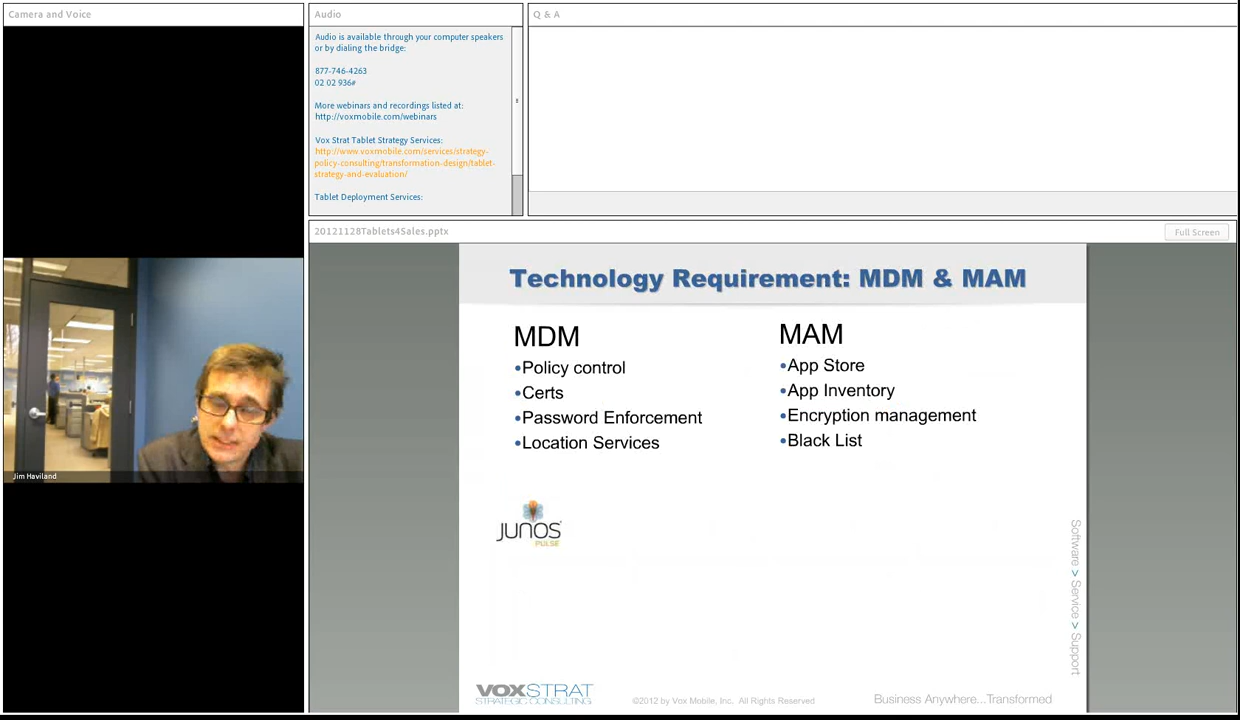 Camera and Voice
Audio
Q & A
Audio is available through your computer speakers
or by dialing the bridge:
877-746-4263
02 02 936#
More webinars and recordings listed at:
http://voxmobile.com/webinars
Vox Strat Tablet Strategy Services:
http://www.voxmobile.com/services/strategy-
policy-consulting/transformation-design/tablet-
strategy-and-evaluation/
Tablet Deployment Services:
20121128Tablets4Sales.pptx
Full Screen
Technology Requirement: MDM & MAM
MDM
•Policy control
•Certs
•Password Enforcement
•Location Services
MAM
•App Store
•App Inventory
•Encryption management
•Black List
Jim Haviland
JUNOS
PULSE
Software > Service > Support
VOXSTRAT
STRATEGIC CONSULTING
©2012 by Vox Mobile, Inc. All Rights Reserved
Business Anywhere...Transformed